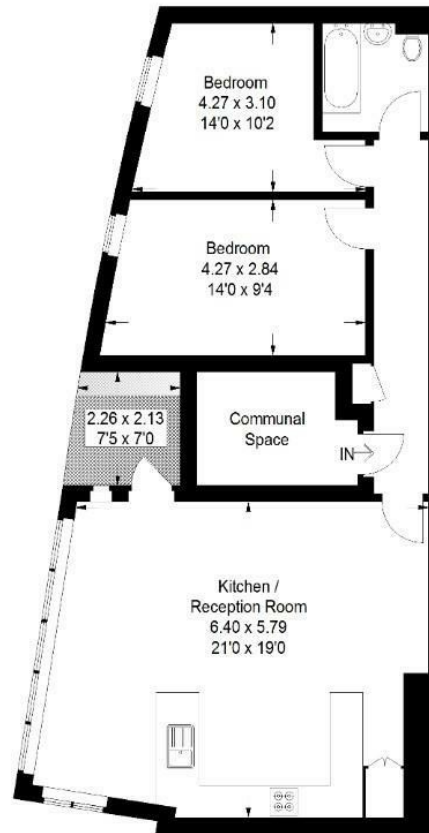 Bedroom
4.27 x 3.10
14'0 x 10'2
Bedroom
4.27 x 2.84
14'0 x 9'4
2.26 x 2.13
7'5 x 7'0
Communal
Space
IN
Kitchen /
Reception Room
6.40 x 5.79
21'0 x 19'0